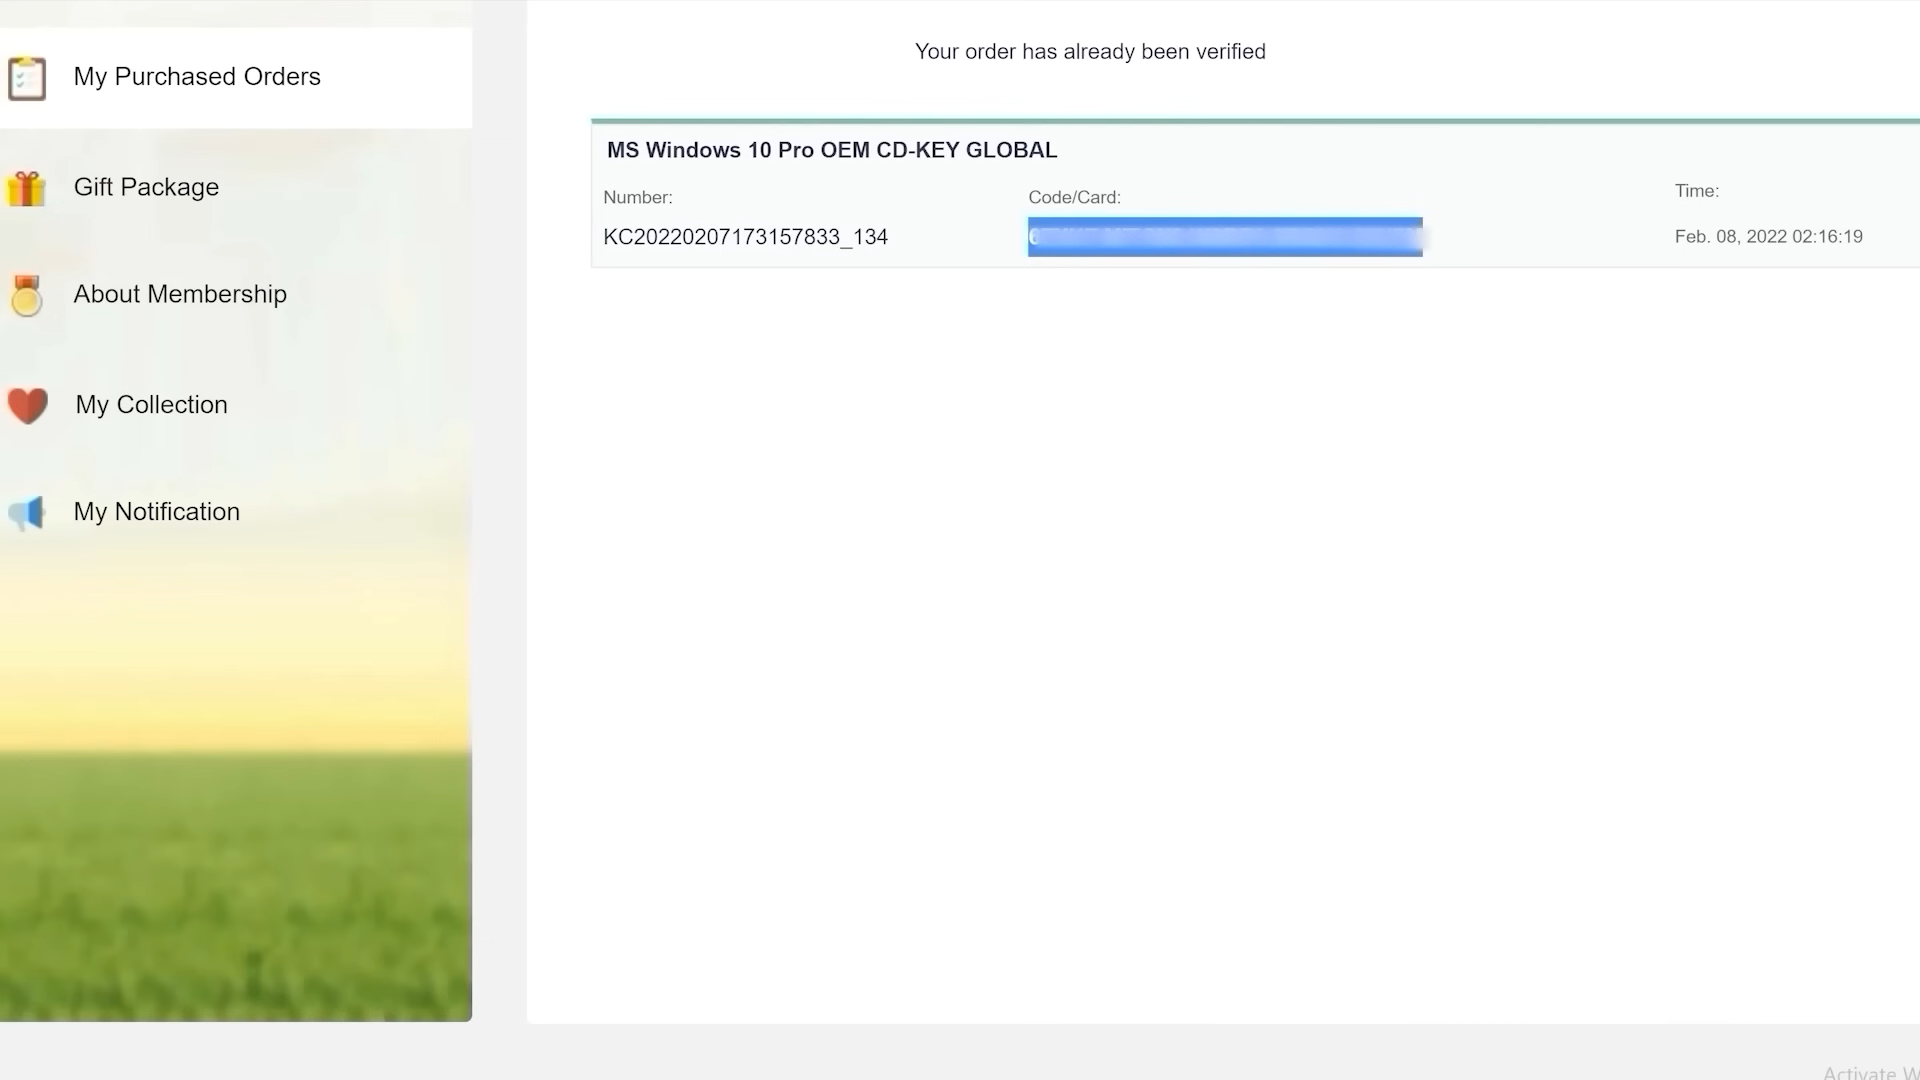 My Purchased Orders
Gift Package
About Membership
My Collection
My Notification
Your order has already been verified
MS Windows 10 Pro OEM CD-KEY GLOBAL
Number:
Code/Card:
Time:
KC20220207173157833_134
Feb. 08, 2022 02:16:19
Activate W